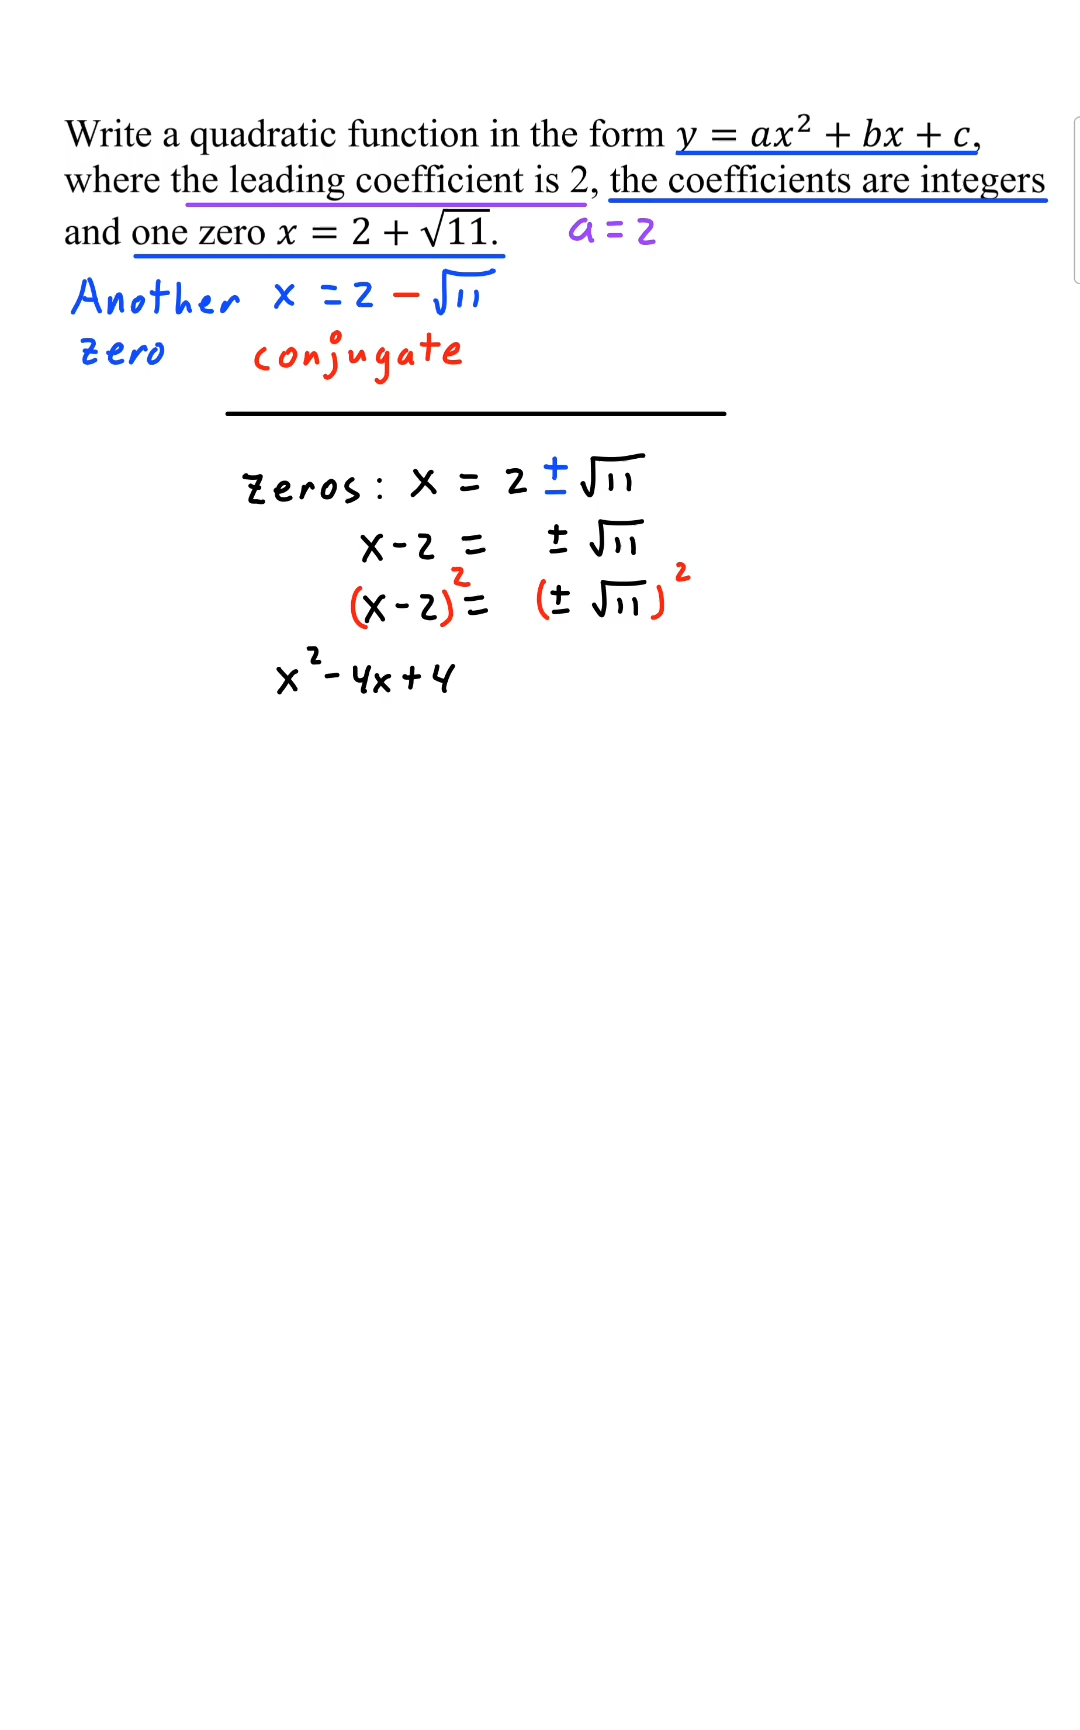 Write a quadratic function in the form y = ax² + bx + c,
where the leading coefficient is 2, the coefficients are integers
and one zero x = 2 + √11. a = 2
Another x = 2 − √11
zero conjugate
zeros: x = 2 ± √11
x - 2 = ± √11
(x - 2)² = (± √11)²
x² - 4x + 4